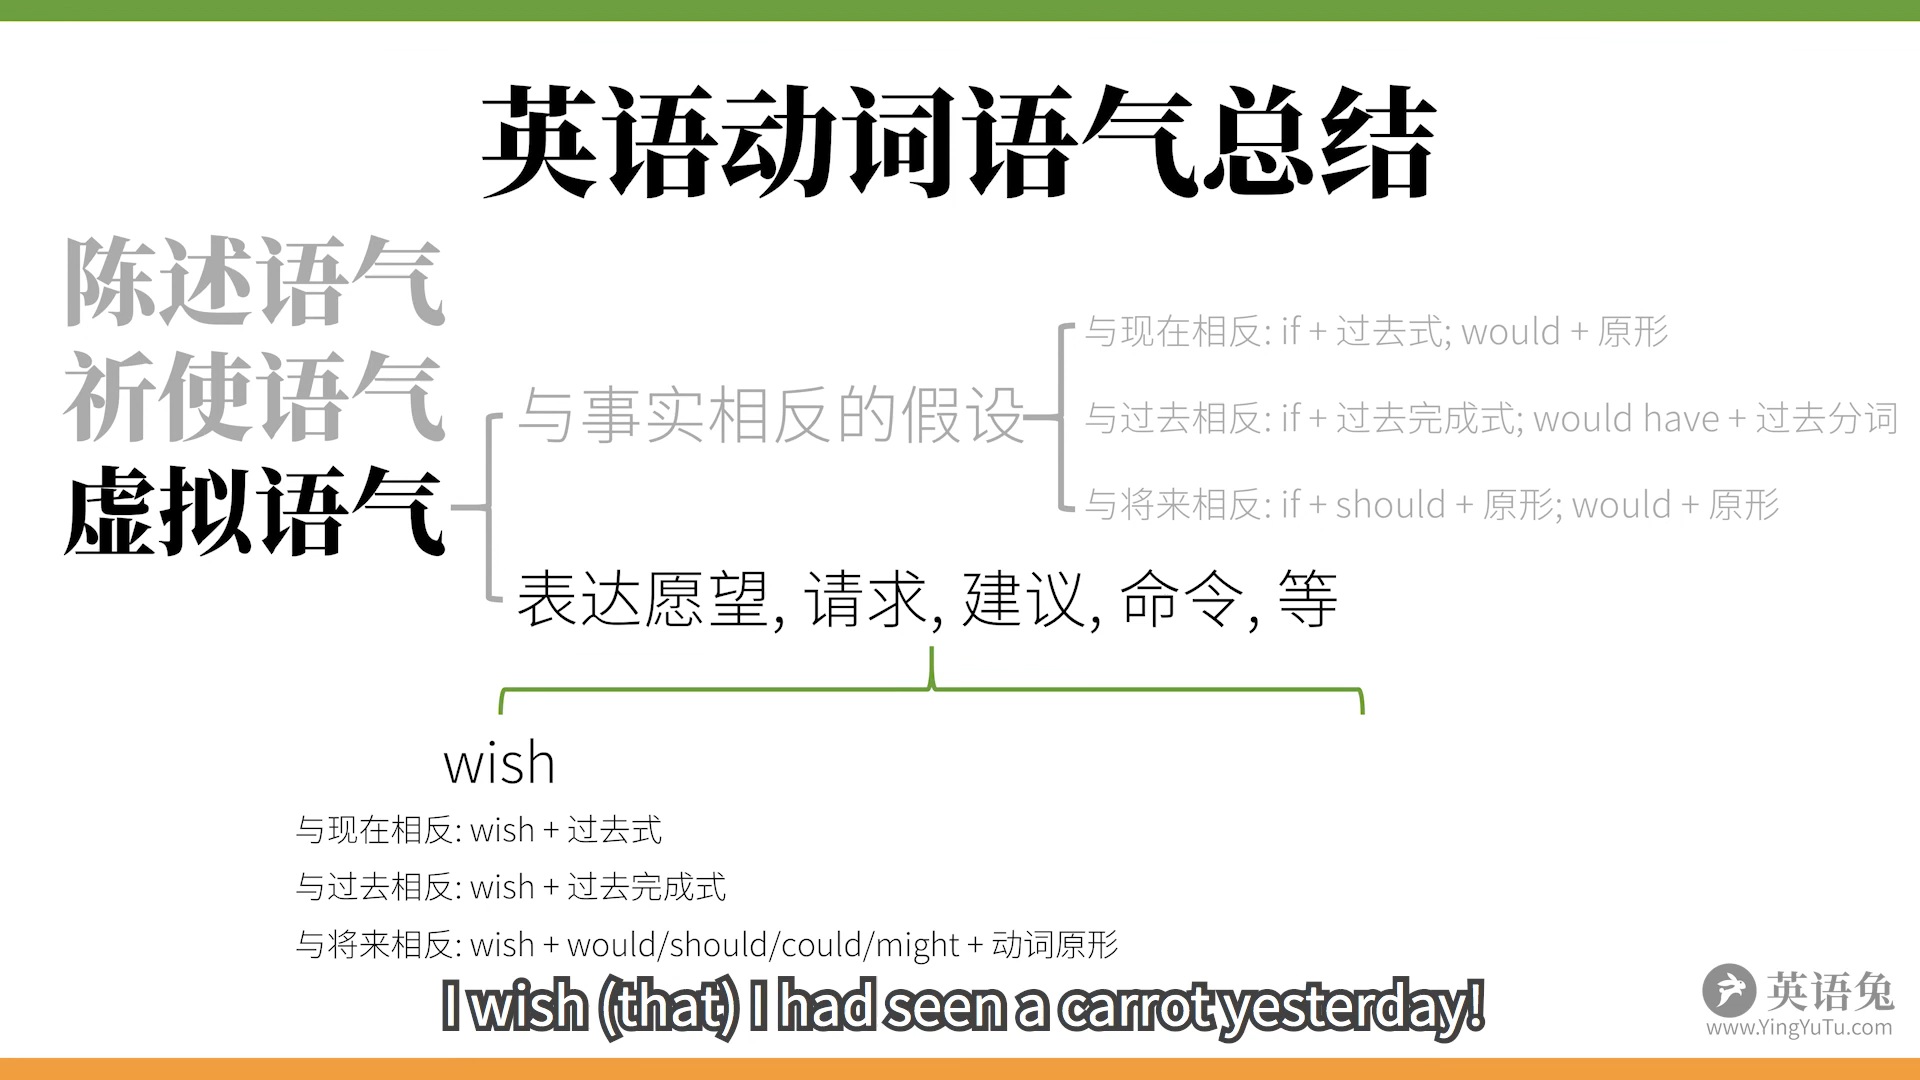 英语动词语气总结
陈述语气
祈使语气
虚拟语气
与事实相反的假设
与现在相反: if + 过去式; would + 原形
与过去相反: if + 过去完成式; would have + 过去分词
与将来相反: if + should + 原形; would + 原形
表达愿望, 请求, 建议, 命令, 等
wish
与现在相反: wish + 过去式
与过去相反: wish + 过去完成式
与将来相反: wish + would/should/could/might + 动词原形
I wish (that) I had seen a carrot yesterday!
英语兔
www.YingYuTu.com